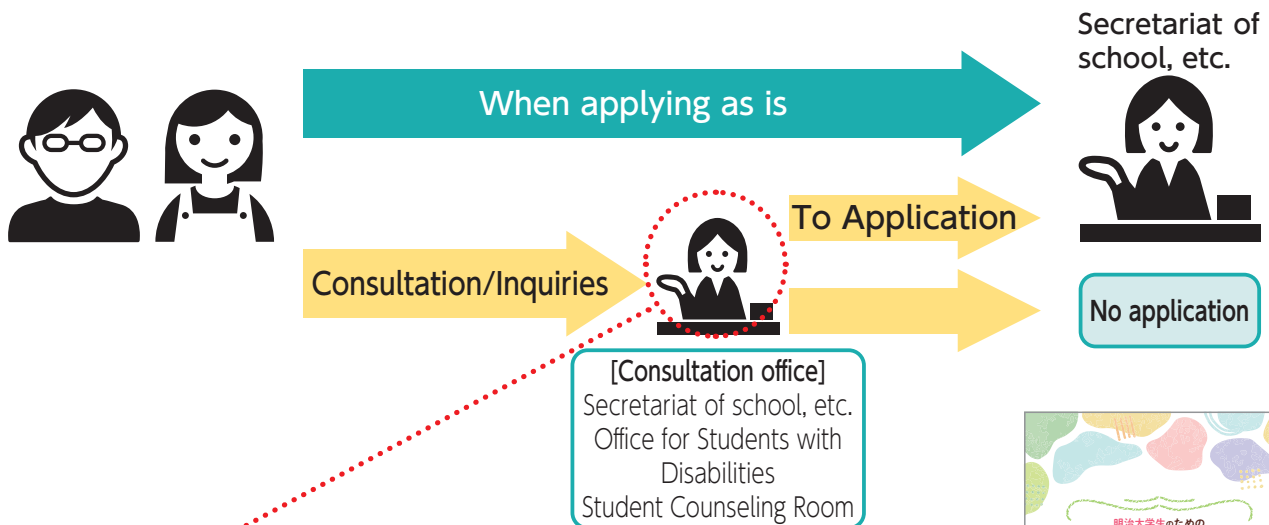 Secretariat of
school, etc.
When applying as is
To Application
Consultation/Inquiries
No application
[Consultation office]
Secretariat of school, etc.
Office for Students with
Disabilities
Student Counseling Room
明治大学生のための